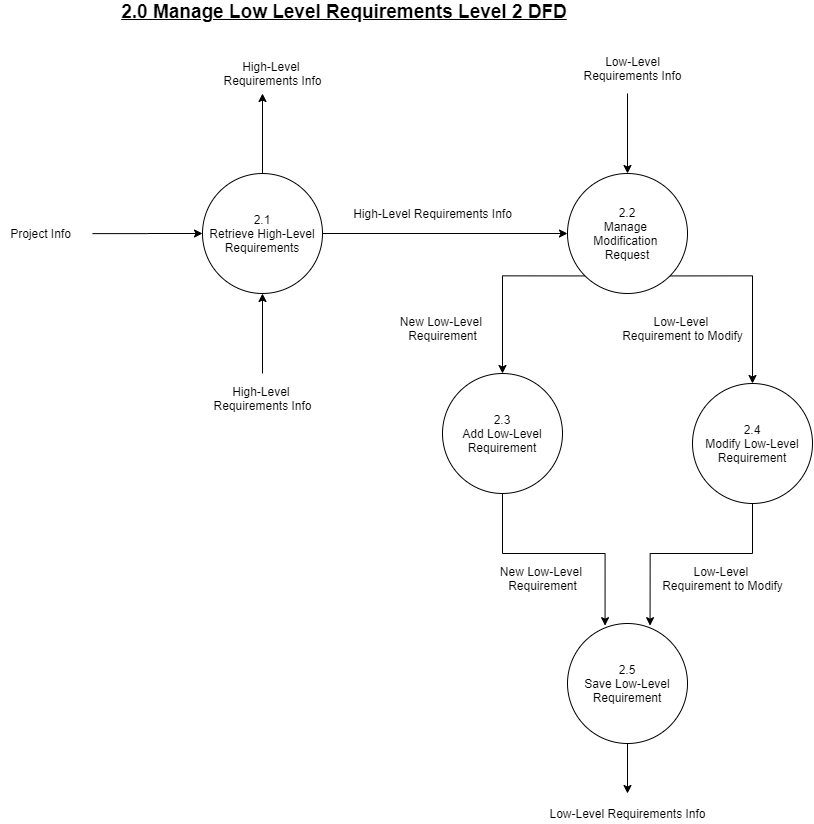 2.0 Manage Low Level Requirements Level 2 DFD
High-Level
Requirements Info
Low-Level
Requirements Info
Project Info
2.1
Retrieve High-Level
Requirements
High-Level Requirements Info
2.2
Manage
Modification
Request
High-Level
Requirements Info
New Low-Level
Requirement
Low-Level
Requirement to Modify
2.3
Add Low-Level
Requirement
2.4
Modify Low-Level
Requirement
New Low-Level
Requirement
Low-Level
Requirement to Modify
2.5
Save Low-Level
Requirement
Low-Level Requirements Info